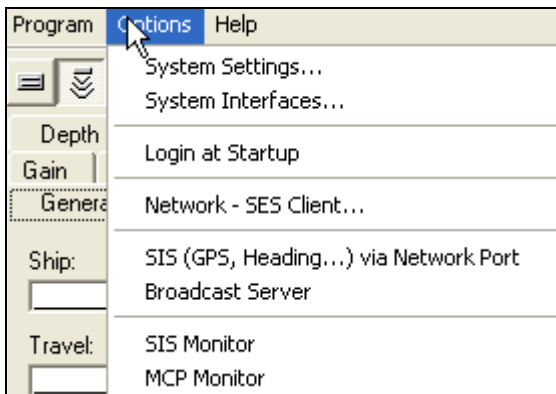 Program Options Help
System Settings...
System Interfaces...
Depth
Login at Startup
Gain
Genera
Network - SES Client...
Ship:
SIS (GPS, Heading...) via Network Port
Broadcast Server
Travel:
SIS Monitor
MCP Monitor